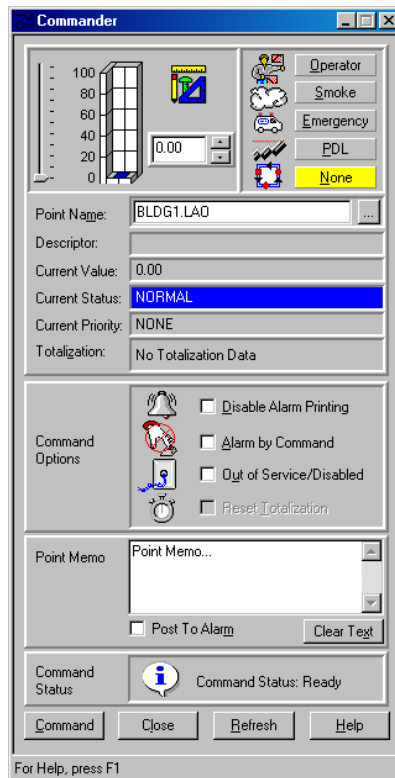 Commander
100
80
60
40
20
0
0.00
Operator
Smoke
Emergency
PDL
None
Point Name: BLDG1.LAO ...
Descriptor:
Current Value: 0.00
Current Status: NORMAL
Current Priority: NONE
Totalization: No Totalization Data
Command Options
Disable Alarm Printing
Alarm by Command
Out of Service/Disabled
Reset Totalization
Point Memo
Point Memo...
Post To Alarm
Clear Text
Command Status
Command Status: Ready
Command Close Refresh Help
For Help, press F1